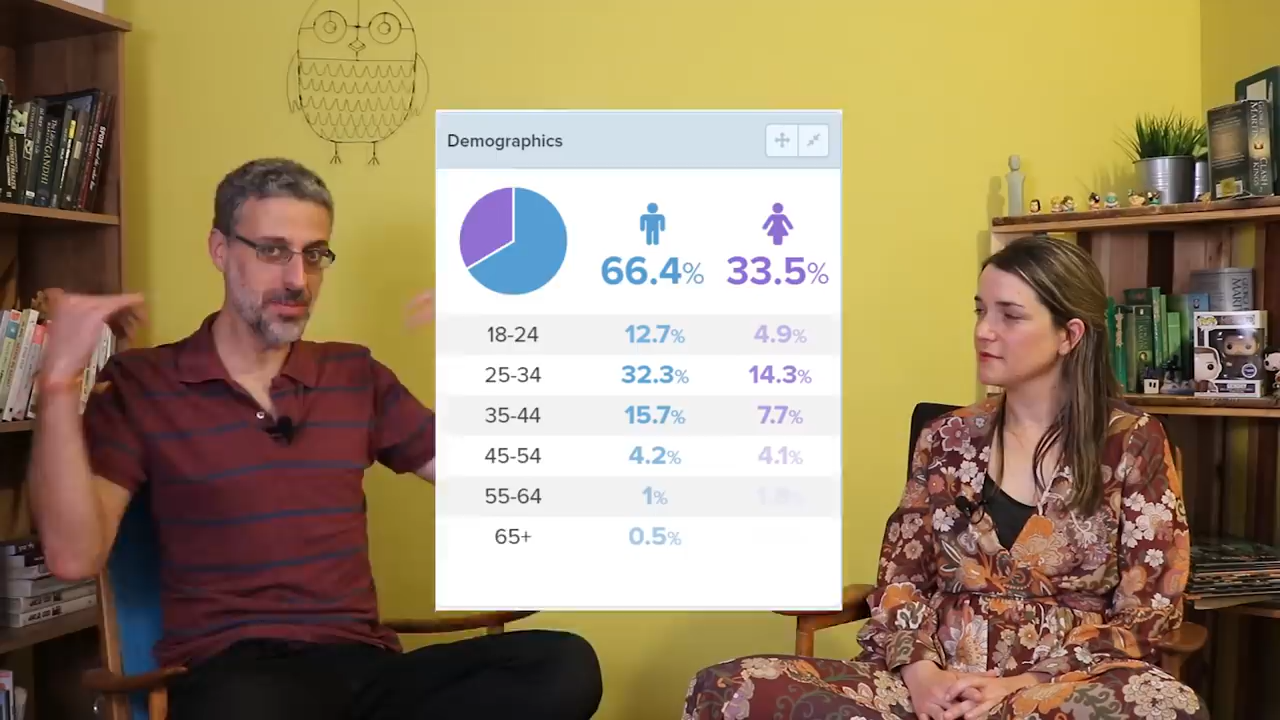 Demographics
66.4% 33.5%
18-24 12.7% 4.9%
25-34 32.3% 14.3%
35-44 15.7% 7.7%
45-54 4.2% 4.1%
55-64 1%
65+ 0.5%
GANDHI